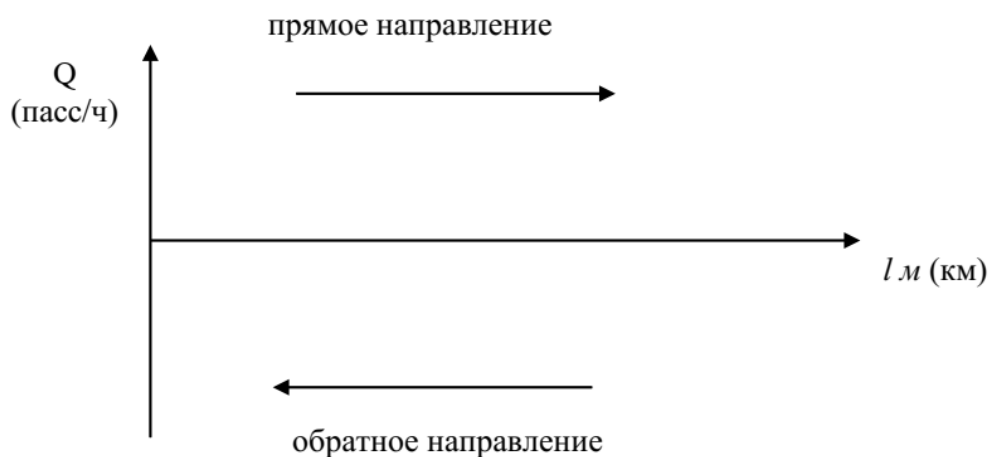 прямое направление
Q
(пасс/ч)
l м (км)
обратное направление